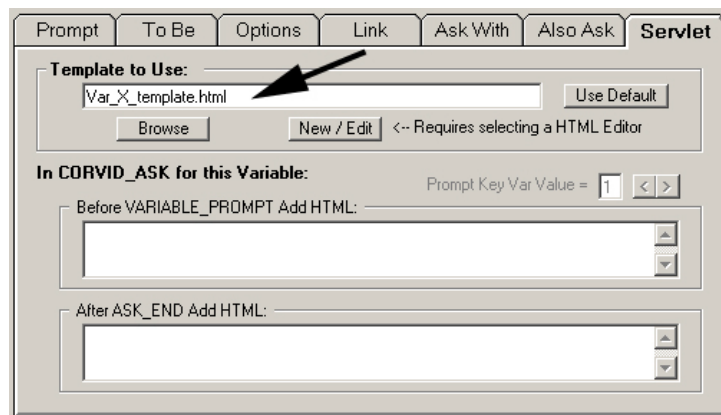 Prompt To Be Options Link Ask With Also Ask Servlet
Template to Use:
Var_X_template.html Use Default
Browse New / Edit <-- Requires selecting a HTML Editor
In CORVID_ASK for this Variable:
Prompt Key Var Value = 1 < >
Before VARIABLE_PROMPT Add HTML:
After ASK_END Add HTML: